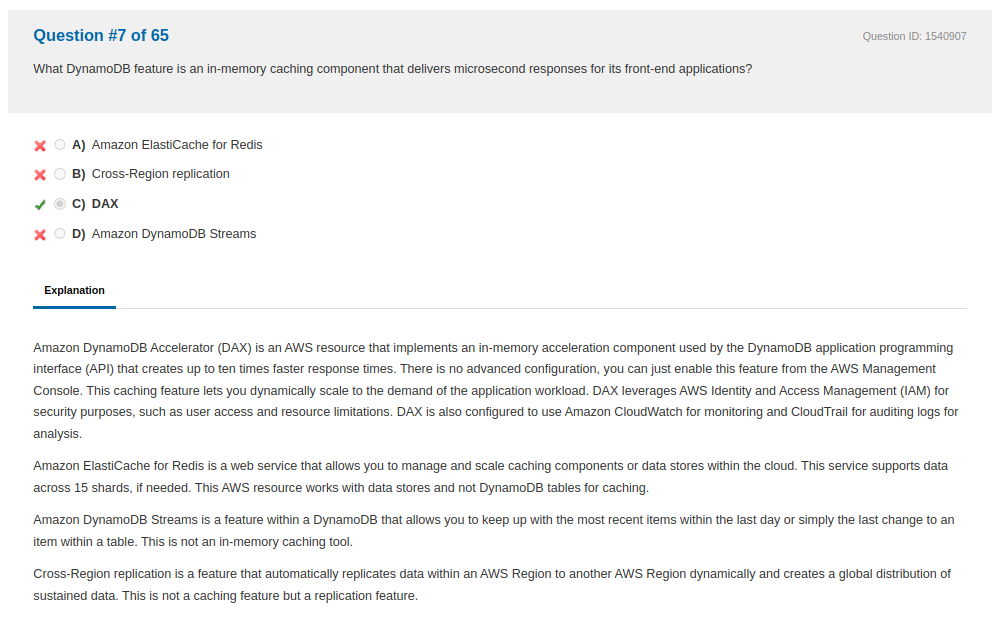 Question #7 of 65
Question ID: 1540907
What DynamoDB feature is an in-memory caching component that delivers microsecond responses for its front-end applications?
A) Amazon ElastiCache for Redis
B) Cross-Region replication
C) DAX
D) Amazon DynamoDB Streams
Explanation
Amazon DynamoDB Accelerator (DAX) is an AWS resource that implements an in-memory acceleration component used by the DynamoDB application programming
interface (API) that creates up to ten times faster response times. There is no advanced configuration, you can just enable this feature from the AWS Management
Console. This caching feature lets you dynamically scale to the demand of the application workload. DAX leverages AWS Identity and Access Management (IAM) for
security purposes, such as user access and resource limitations. DAX is also configured to use Amazon CloudWatch for monitoring and CloudTrail for auditing logs for
analysis.
Amazon ElastiCache for Redis is a web service that allows you to manage and scale caching components or data stores within the cloud. This service supports data
across 15 shards, if needed. This AWS resource works with data stores and not DynamoDB tables for caching.
Amazon DynamoDB Streams is a feature within a DynamoDB that allows you to keep up with the most recent items within the last day or simply the last change to an
item within a table. This is not an in-memory caching tool.
Cross-Region replication is a feature that automatically replicates data within an AWS Region to another AWS Region dynamically and creates a global distribution of
sustained data. This is not a caching feature but a replication feature.